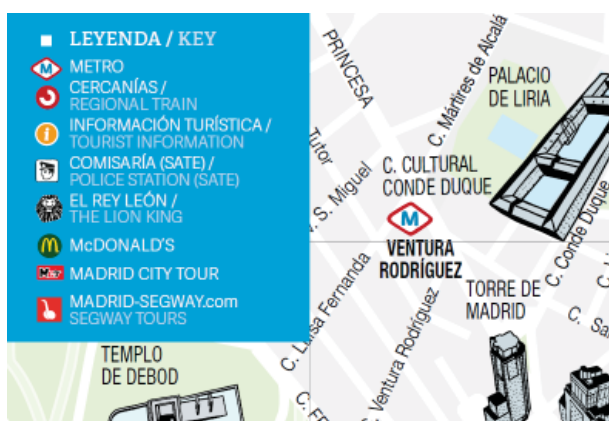 LEYENDA / KEY
METRO
CERCANÍAS /
REGIONAL TRAIN
INFORMACIÓN TURÍSTICA /
TOURIST INFORMATION
COMISARÍA (SATE) /
POLICE STATION (SATE)
EL REY LEÓN /
THE LION KING
McDONALD'S
MADRID CITY TOUR
MADRID-SEGWAY.com
SEGWAY TOURS
PRINCESA
C. Mártires de Alcalá
PALACIO
DE LIRIA
Tutor
S. Miguel
C. CULTURAL
CONDE DUQUE
M
VENTURA
RODRÍGUEZ
C. Conde Duque
C. Luisa Fernanda
C. Ventura Rodríguez
TORRE DE
MADRID
TEMPLO
DE DEBOD